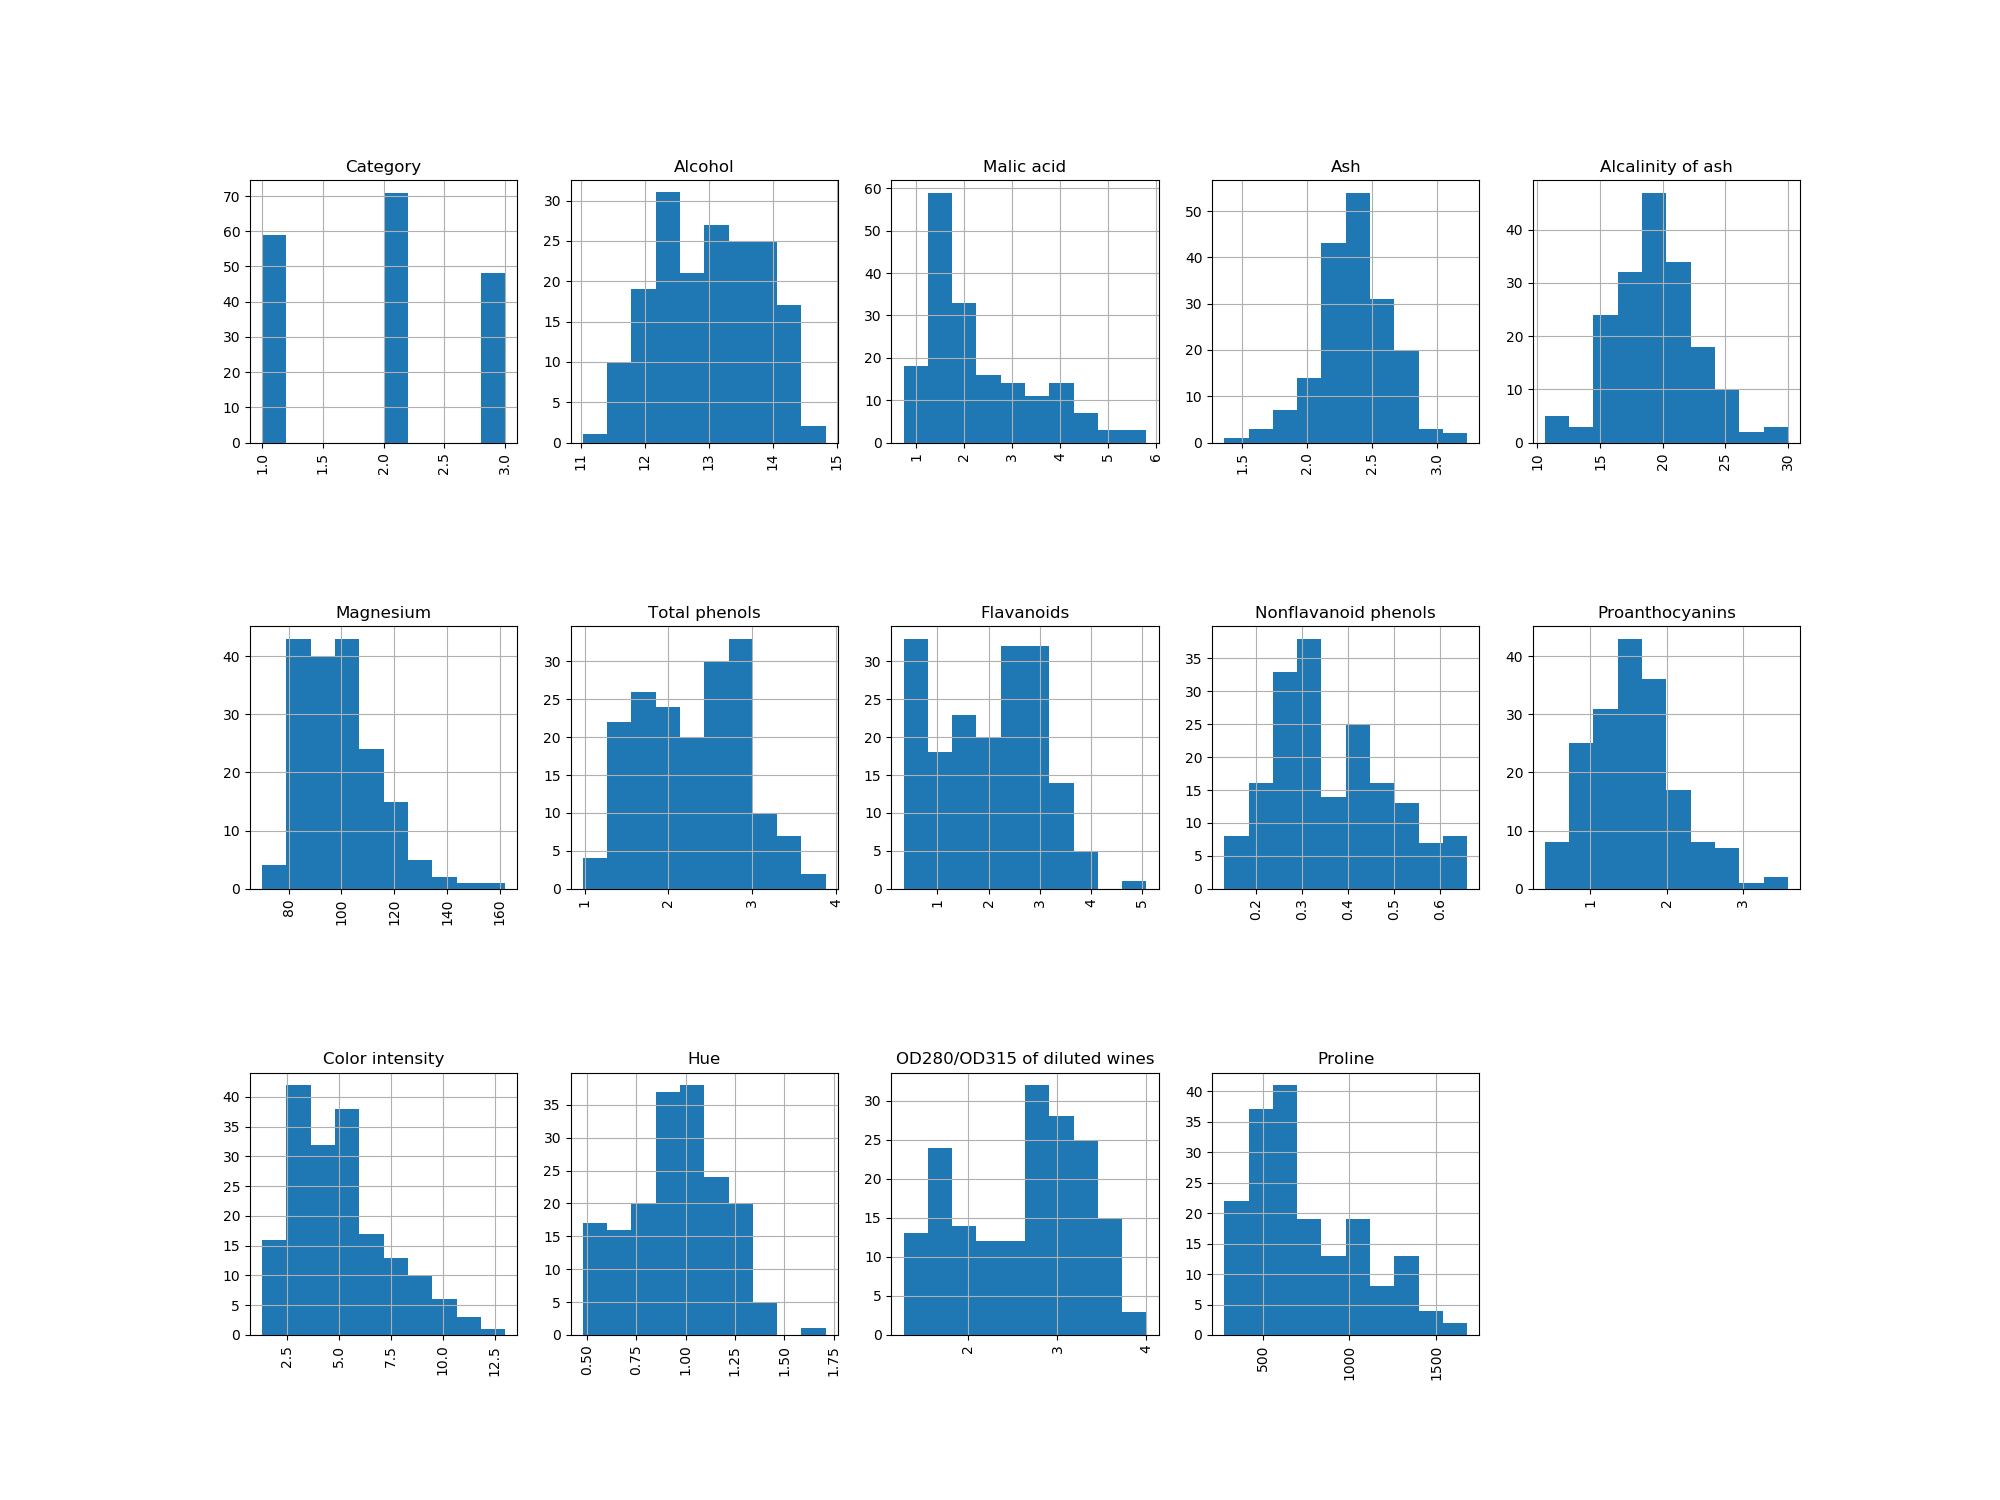 Category Alcohol Malic acid Ash Alcalinity of ash
70 60 50 40 30 20 10 0
1.0 1.5 2.0 2.5 3.0
30 25 20 15 10 5 0
11 12 13 14 15
60 50 40 30 20 10 0
1 2 3 4 5 6
50 40 30 20 10 0
1.5 2.0 2.5 3.0
40 30 20 10 0
10 15 20 25 30
Magnesium Total phenols Flavanoids Nonflavanoid phenols Proanthocyanins
40 30 20 10 0
80 100 120 140 160
30 25 20 15 10 5 0
1 2 3 4
30 25 20 15 10 5 0
1 2 3 4 5
35 30 25 20 15 10 5 0
0.2 0.3 0.4 0.5 0.6
40 30 20 10 0
1 2 3
Color intensity Hue OD280/OD315 of diluted wines Proline
40 35 30 25 20 15 10 5 0
2.5 5.0 7.5 10.0 12.5
35 30 25 20 15 10 5 0
0.50 0.75 1.00 1.25 1.50 1.75
30 25 20 15 10 5 0
2 3 4
40 35 30 25 20 15 10 5 0
500 1000 1500